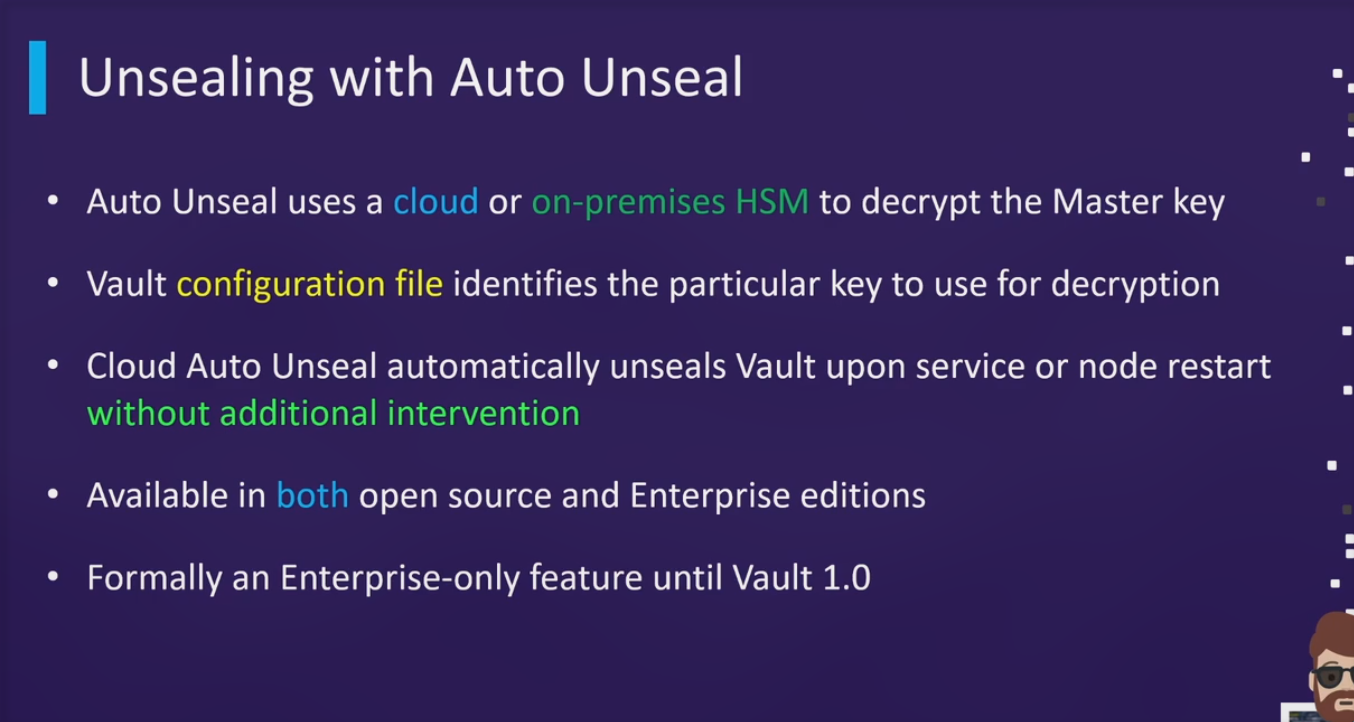 Unsealing with Auto Unseal
• Auto Unseal uses a cloud or on-premises HSM to decrypt the Master key
• Vault configuration file identifies the particular key to use for decryption
• Cloud Auto Unseal automatically unseals Vault upon service or node restart
without additional intervention
• Available in both open source and Enterprise editions
• Formally an Enterprise-only feature until Vault 1.0